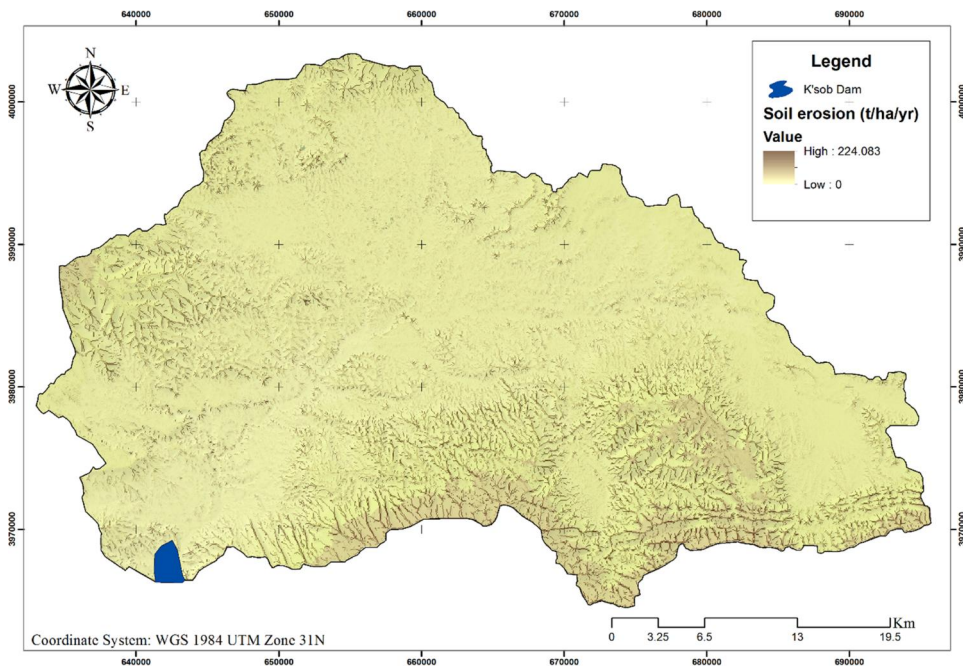 640000 650000 660000 670000 680000 690000
N
W E
S
Legend
K'sob Dam
Soil erosion (t/ha/yr)
Value
High : 224.083
Low : 0
4000000 4000000
3990000 3990000
3980000 3980000
3970000 3970000
Coordinate System: WGS 1984 UTM Zone 31N
Km
0 3.25 6.5 13 19.5
640000 650000 660000 670000 680000 690000